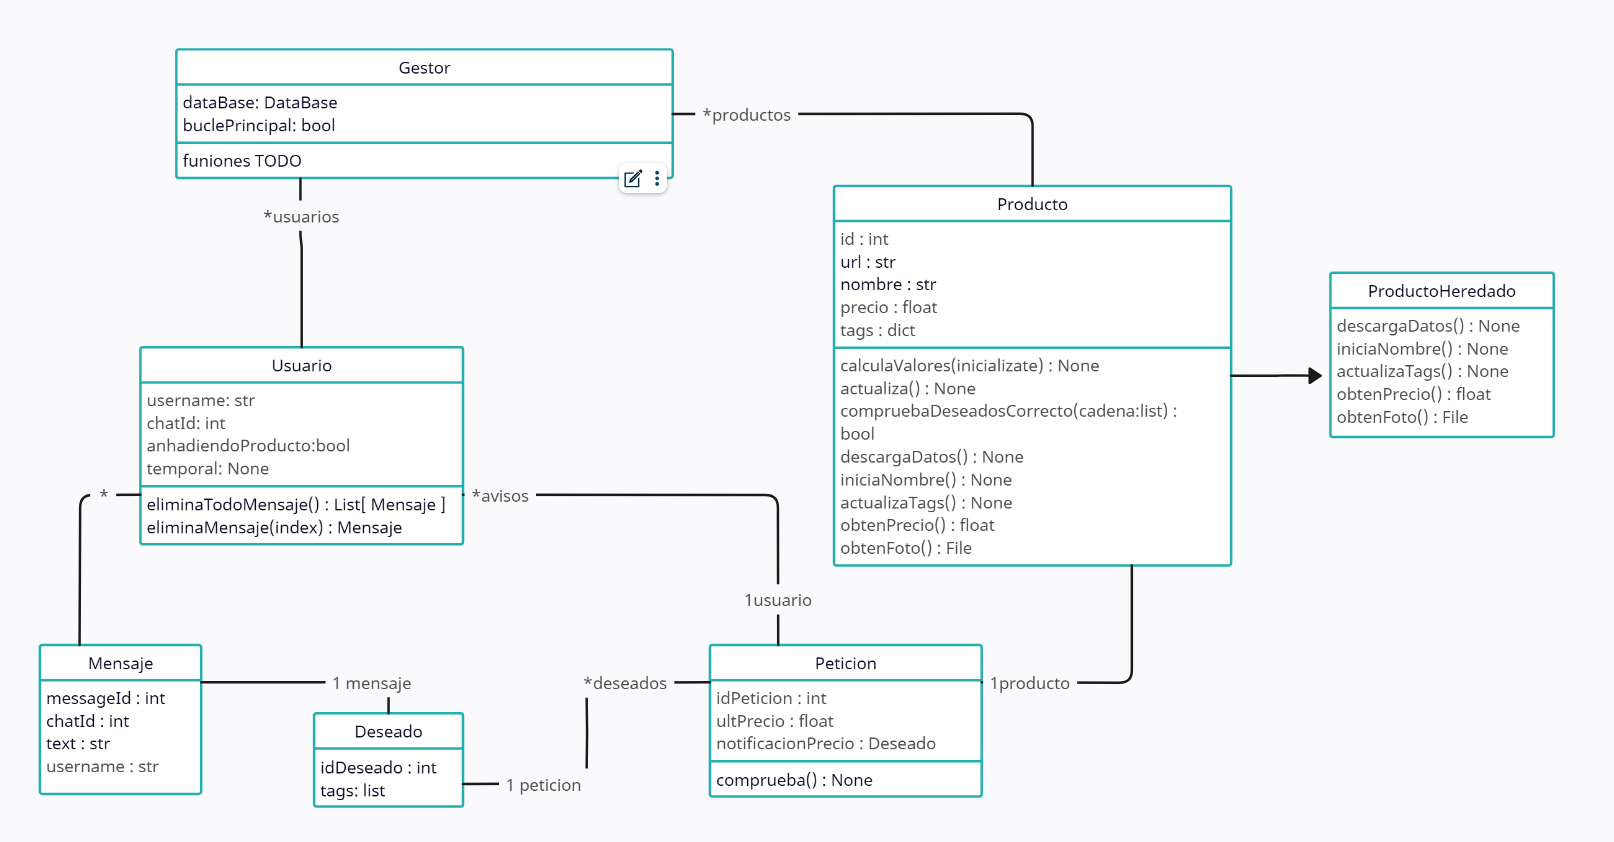 Gestor
dataBase: DataBase
buclePrincipal: bool
funiones TODO
*productos
*usuarios
Producto
id : int
url : str
nombre : str
precio : float
tags : dict
calculaValores(inicializate) : None
actualiza() : None
compruebaDeseadosCorrecto(cadena:list) :
bool
descargaDatos() : None
iniciaNombre() : None
actualizaTags() : None
obtenPrecio() : float
obtenFoto() : File
ProductoHeredado
descargaDatos() : None
iniciaNombre() : None
actualizaTags() : None
obtenPrecio() : float
obtenFoto() : File
Usuario
username: str
chatId: int
anhadiendoProducto:bool
temporal: None
eliminaTodoMensaje() : List[ Mensaje ]
eliminaMensaje(index) : Mensaje
*
*avisos
1usuario
Mensaje
messageId : int
chatId : int
text : str
username : str
1 mensaje
Deseado
idDeseado : int
tags: list
*deseados
1 peticion
Peticion
idPeticion : int
ultPrecio : float
notificacionPrecio : Deseado
comprueba() : None
1producto